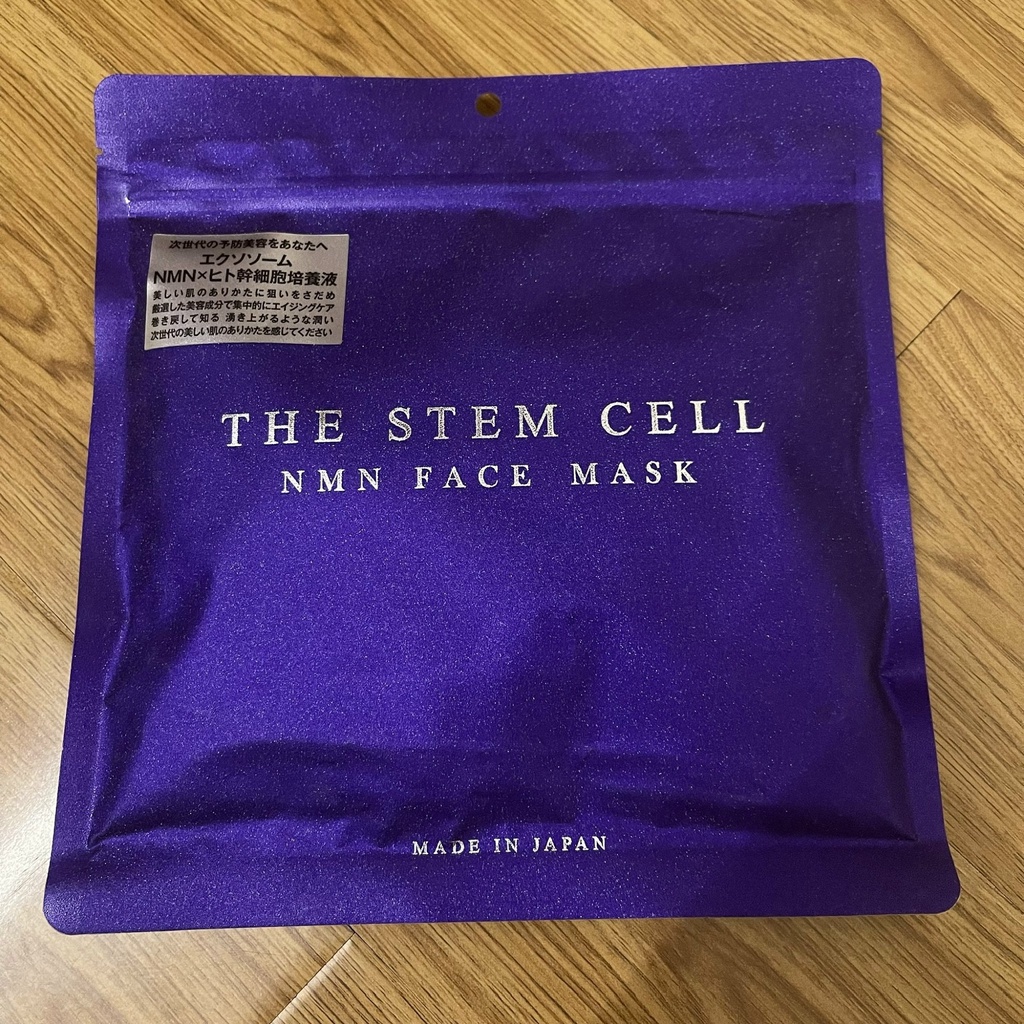 次世代の予防美容をあなたへ
エクソソーム
NMN×ヒト幹細胞培養液
美しい肌のありかたに狙いをさだめ
厳選した美容成分で集中的にエイジングケア
巻き戻して知る 湧き上がるような潤い
次世代の美しい肌のありかたを感じてください
THE STEM CELL
NMN FACE MASK
MADE IN JAPAN